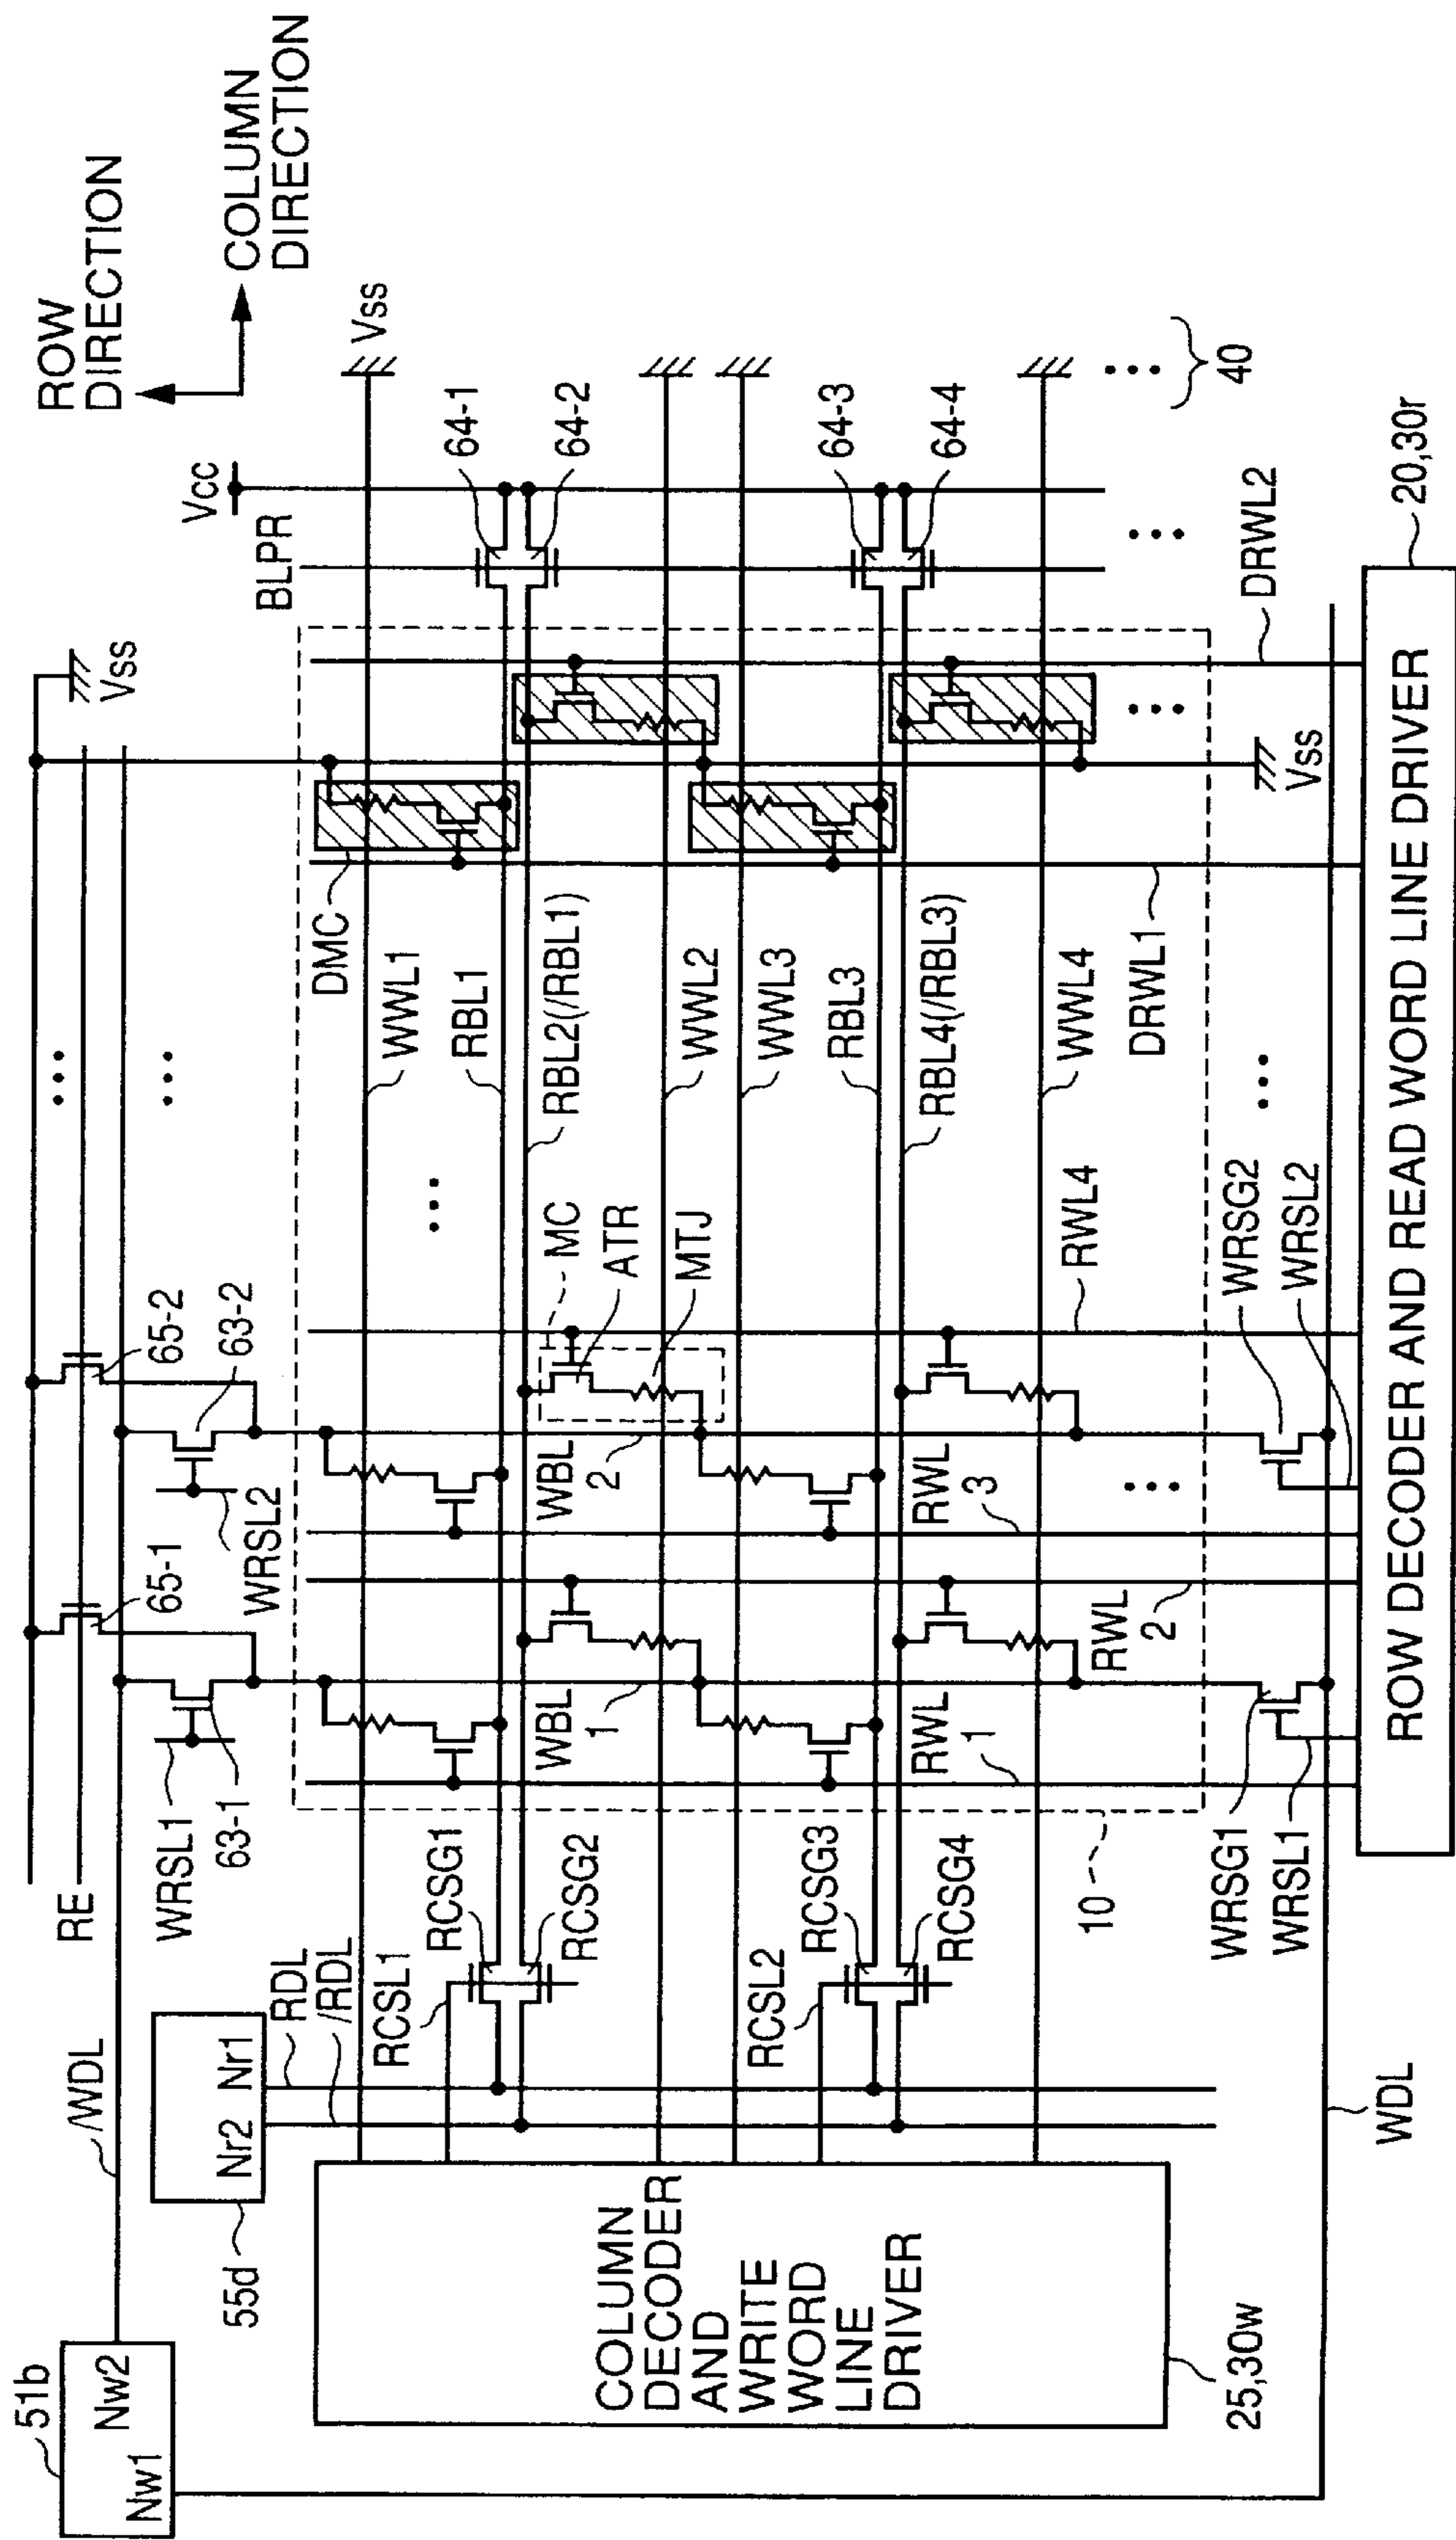 ROW
DIRECTION
COLUMN
DIRECTION
51b
Nw1
Nw2
/WDL
RE
WRSL1
63-1
65-1
WRSL2
63-2
65-2
Vss
Vcc
BLPR
Vss
55d
Nr2
Nr1
RDL
/RDL
RCSL1
RCSG1
RCSG2
RCSL2
RCSG3
RCSG4
COLUMN
DECODER
AND
WRITE
WORD
LINE
DRIVER
25,30w
DMC
WWL1
RBL1
RBL2(/RBL1)
WWL2
WWL3
RBL3
RBL4(/RBL3)
WWL4
DRWL1
64-1
64-2
64-3
64-4
40
MC
ATR
MTJ
WBL
1
WBL
2
RWL
1
RWL
2
RWL
3
RWL4
10
WRSG1
WRSL1
WRSG2
WRSL2
Vss
DRWL2
WDL
20,30r
ROW DECODER AND READ WORD LINE DRIVER